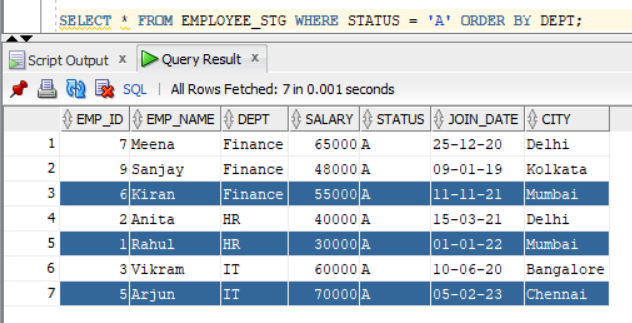 SELECT * FROM EMPLOYEE_STG WHERE STATUS = 'A' ORDER BY DEPT;
Script Output x Query Result x
SQL | All Rows Fetched: 7 in 0.001 seconds
EMP_ID EMP_NAME DEPT SALARY STATUS JOIN_DATE CITY
1 7 Meena Finance 65000 A 25-12-20 Delhi
2 9 Sanjay Finance 48000 A 09-01-19 Kolkata
3 6 Kiran Finance 55000 A 11-11-21 Mumbai
4 2 Anita HR 40000 A 15-03-21 Delhi
5 1 Rahul HR 30000 A 01-01-22 Mumbai
6 3 Vikram IT 60000 A 10-06-20 Bangalore
7 5 Arjun IT 70000 A 05-02-23 Chennai